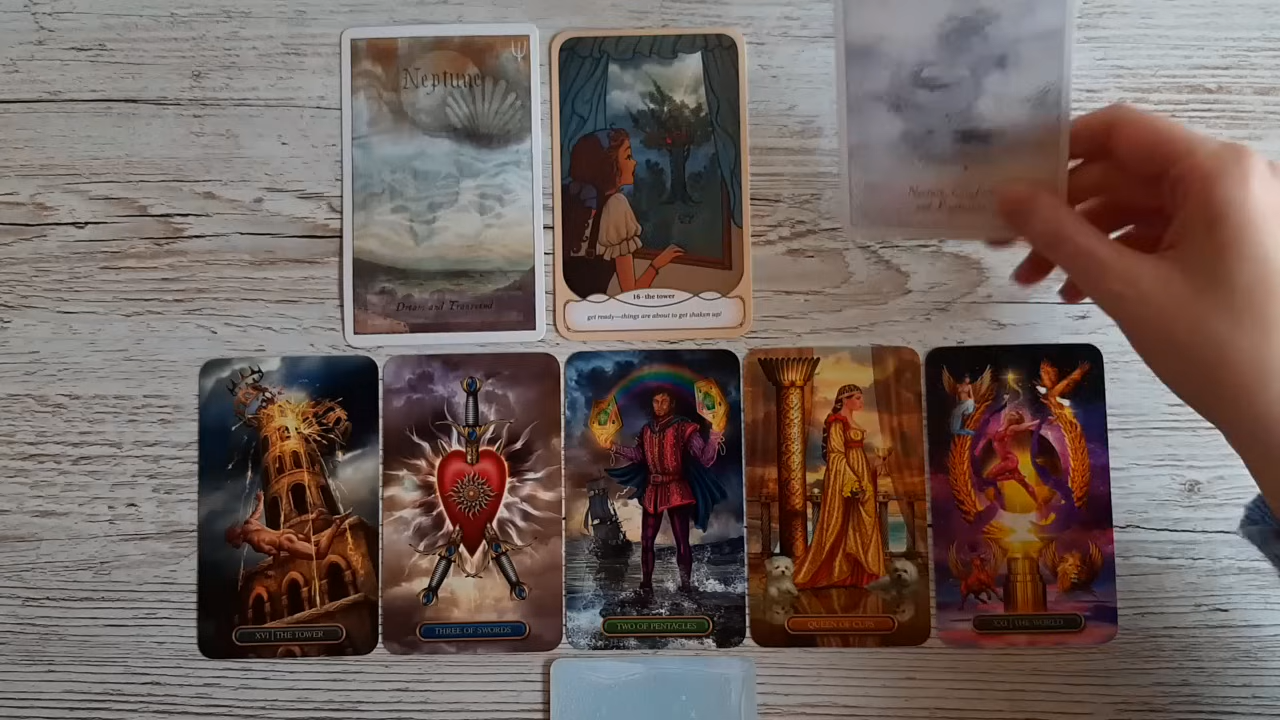 Neptune
Dream and Transcend
16 - the tower
get ready—things are about to get shaken up!
XVI | THE TOWER
THREE OF SWORDS
TWO OF PENTACLES
QUEEN OF CUPS
XXI | THE WORLD